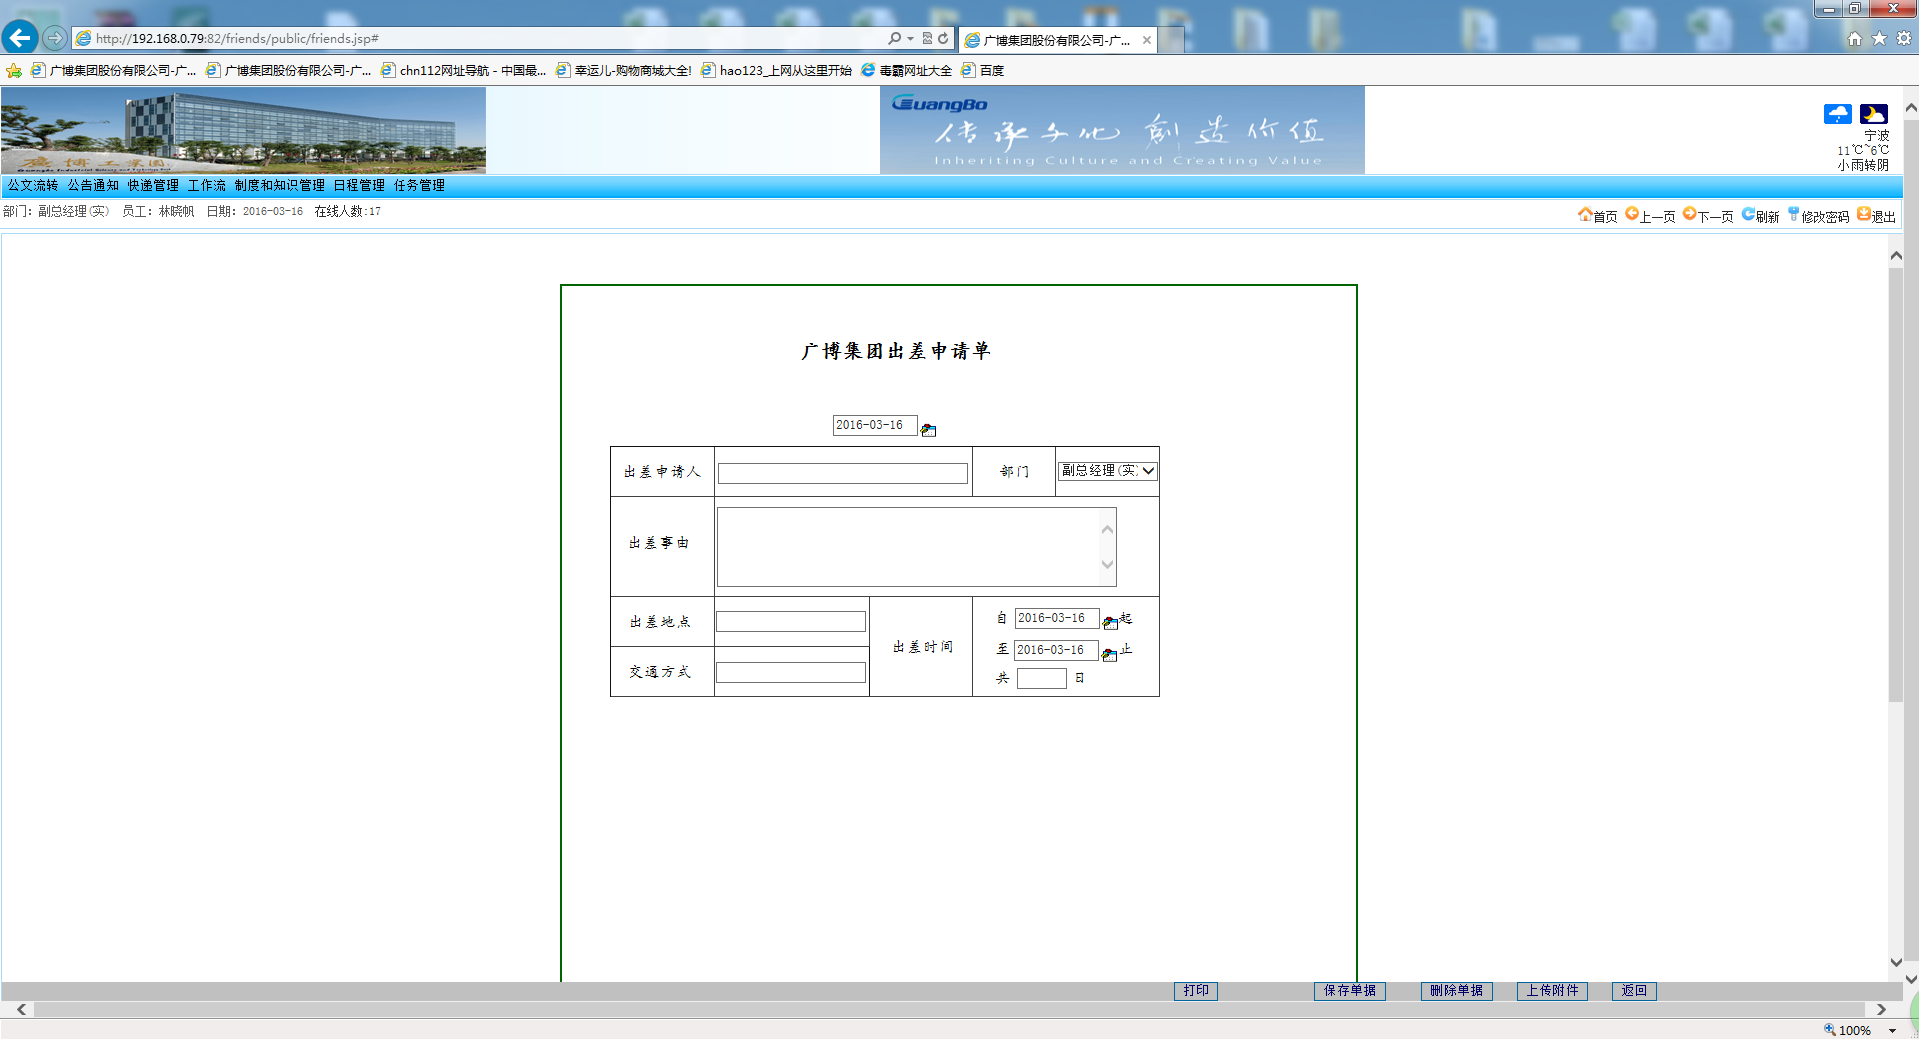 http://192.168.0.79:82/friends/public/friends.jsp#
广博集团股份有限公司-广...
广博集团股份有限公司-广... 广博集团股份有限公司-广... chn112网址导航 - 中国最... 幸运儿-购物商城大全! hao123_上网从这里开始 毒霸网址大全 百度
GuangBo
传承文化 創造价值
Inheriting Culture and Creating Value
广博工业园
宁波
11℃~6℃
小雨转阴
公文流转 公告通知 快递管理 工作流 制度和知识管理 日程管理 任务管理
部门: 副总经理(实) 员工: 林晓帆 日期: 2016-03-16 在线人数:17
首页 上一页 下一页 刷新 修改密码 退出
广博集团出差申请单
2016-03-16
出差申请人 部门 副总经理(实)
出差事由
出差地点 出差时间 自 2016-03-16 起
至 2016-03-16 止
交通方式 共 日
打印 保存单据 删除单据 上传附件 返回
100%